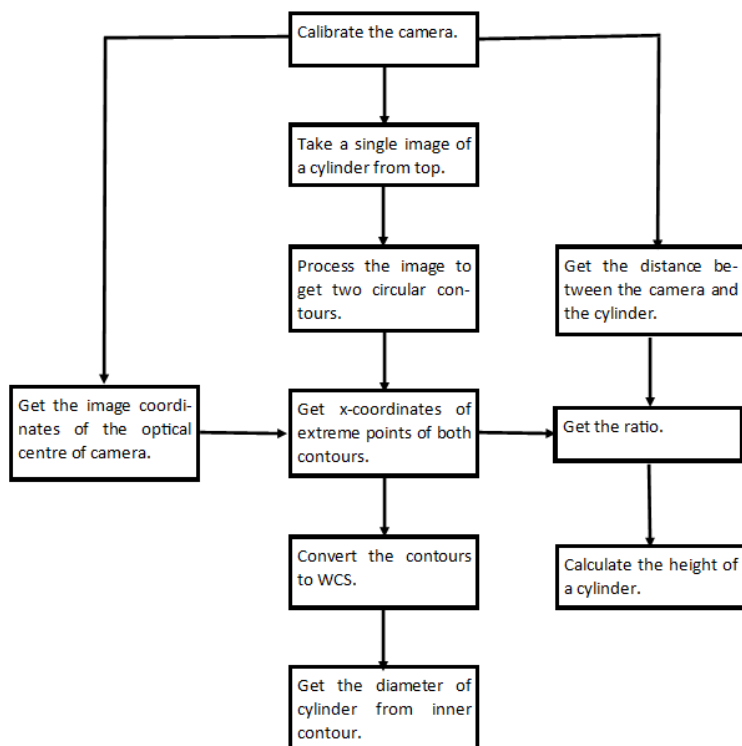 Calibrate the camera.
Take a single image of
a cylinder from top.
Process the image to
get two circular con-
tours.
Get the distance be-
tween the camera and
the cylinder.
Get the image coordi-
nates of the optical
centre of camera.
Get x-coordinates of
extreme points of both
contours.
Get the ratio.
Convert the contours
to WCS.
Calculate the height of
a cylinder.
Get the diameter of
cylinder from inner
contour.